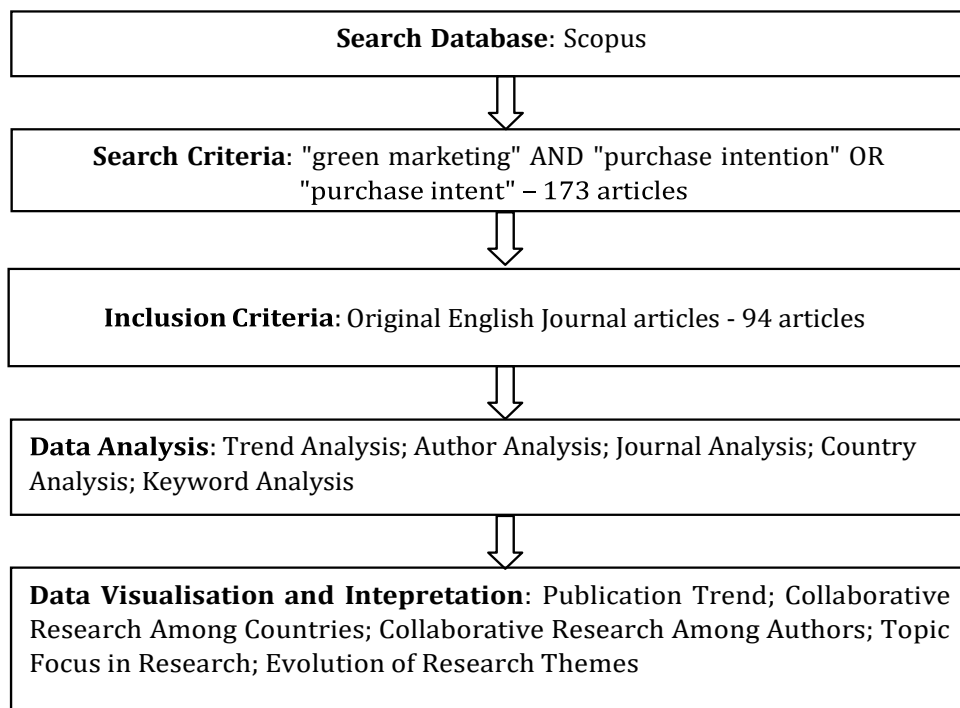 Search Database: Scopus
Search Criteria: "green marketing" AND "purchase intention" OR
"purchase intent" – 173 articles
Inclusion Criteria: Original English Journal articles - 94 articles
Data Analysis: Trend Analysis; Author Analysis; Journal Analysis; Country
Analysis; Keyword Analysis
Data Visualisation and Intepretation: Publication Trend; Collaborative
Research Among Countries; Collaborative Research Among Authors; Topic
Focus in Research; Evolution of Research Themes